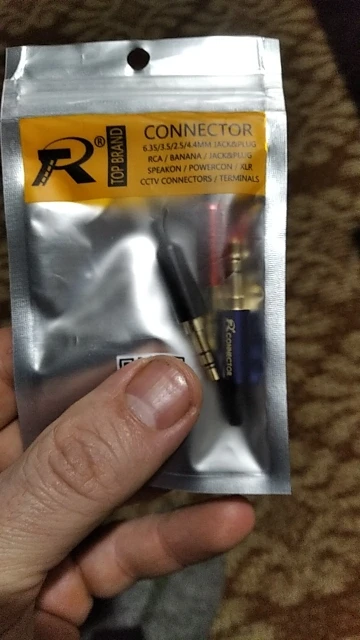 R®
TOP BRAND
CONNECTOR
6.35/3.5/2.5/4.4MM JACK&PLUG
RCA / BANANA / JACK&PLUG
SPEAKON / POWERCON / XLR
CCTV CONNECTORS / TERMINALS
R CONNECTOR